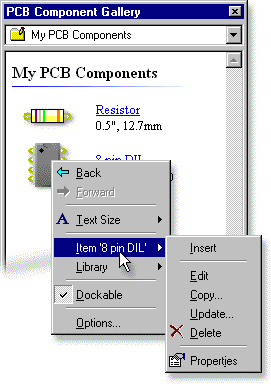 PCB Component Gallery
My PCB Components
My PCB Components
Resistor
0.5", 12.7mm
8 pin DIL
Back
Forward
Text Size
Item '8 pin DIL'
Library
Dockable
Options...
Insert
Edit
Copy...
Update...
Delete
Properties